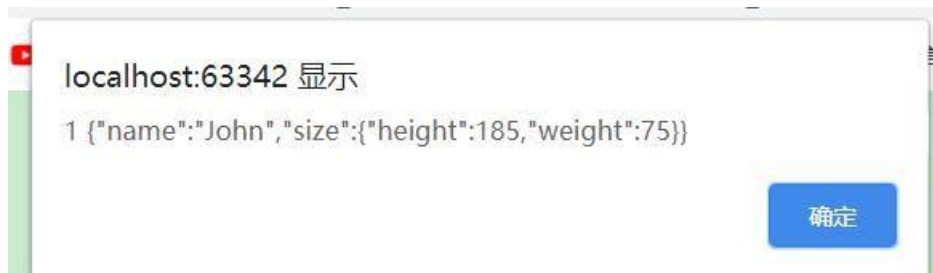 localhost:63342 显示
1 {"name":"John","size":{"height":185,"weight":75}}
确定